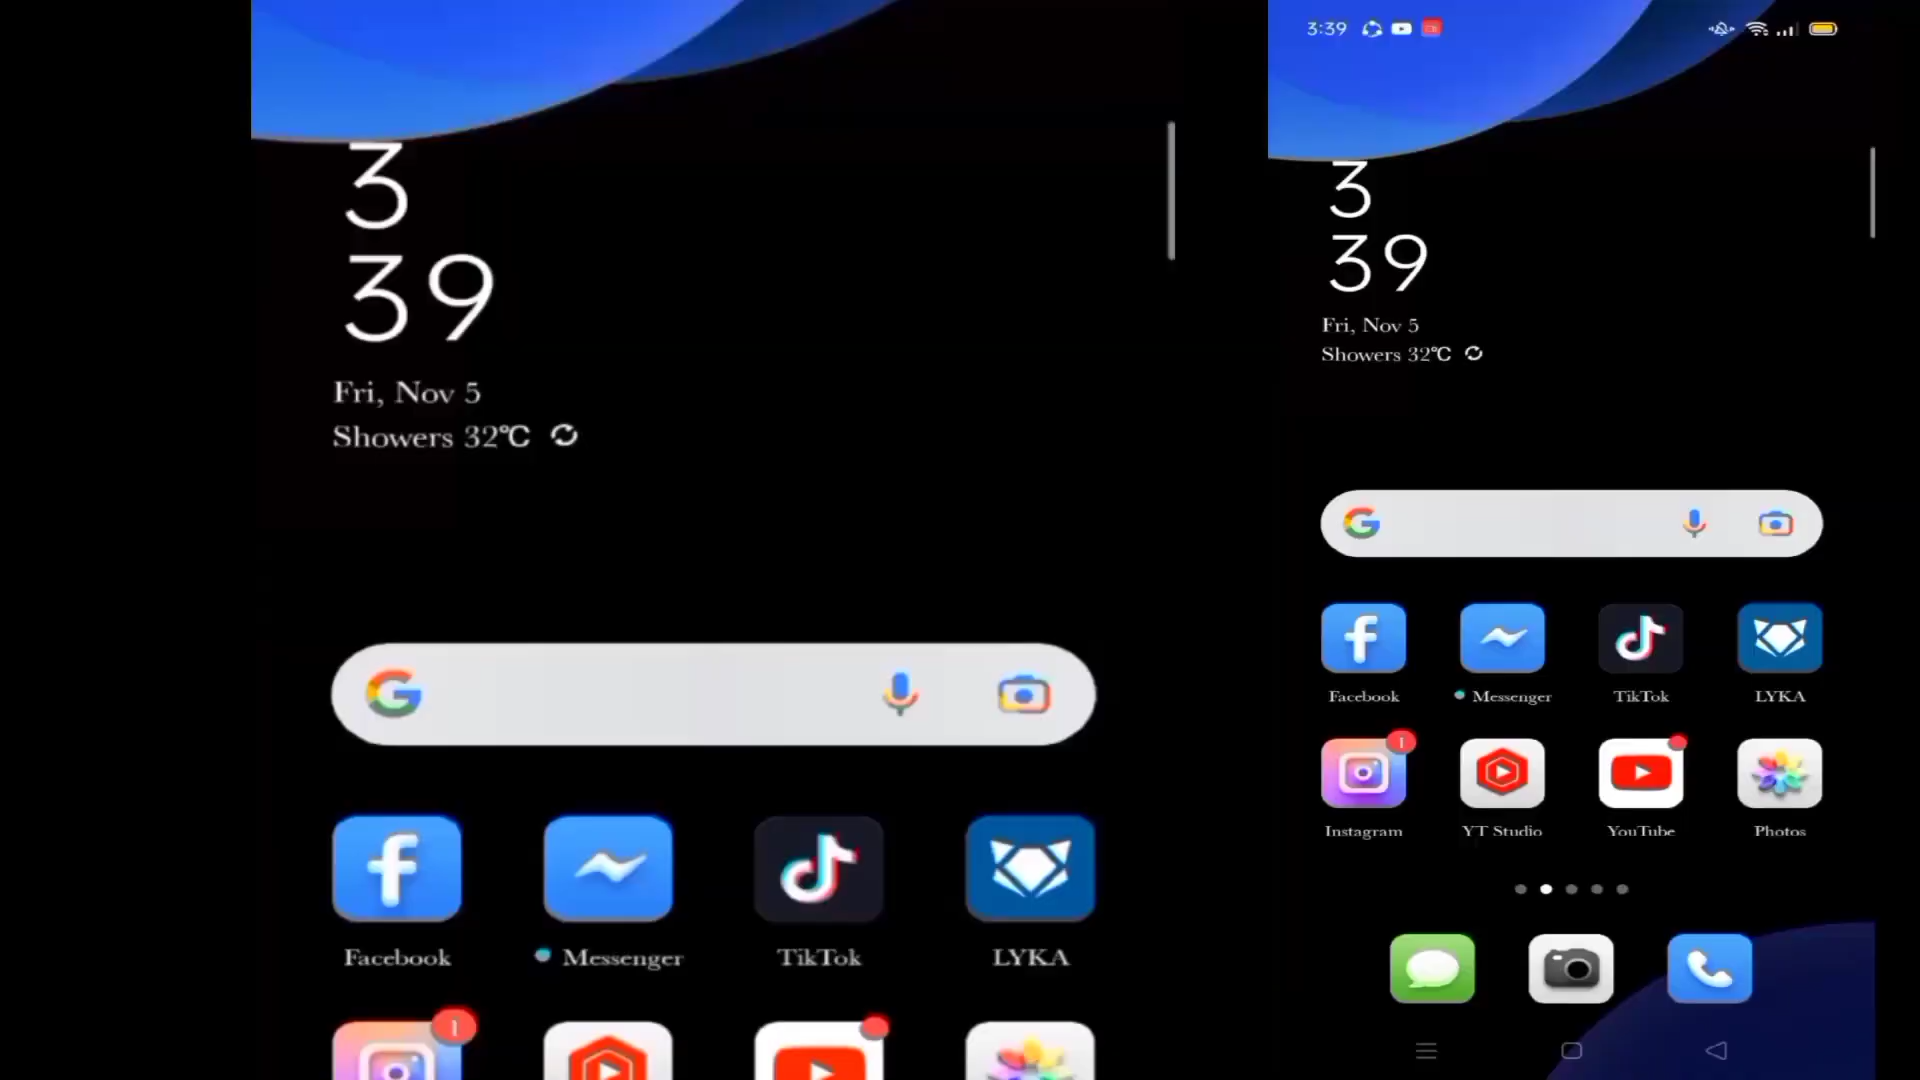 3
39
Fri, Nov 5
Showers 32℃
Facebook
Messenger
TikTok
LYKA
1
3:39
3
39
Fri, Nov 5
Showers 32℃
Facebook
Messenger
TikTok
LYKA
1
Instagram
YT Studio
YouTube
Photos